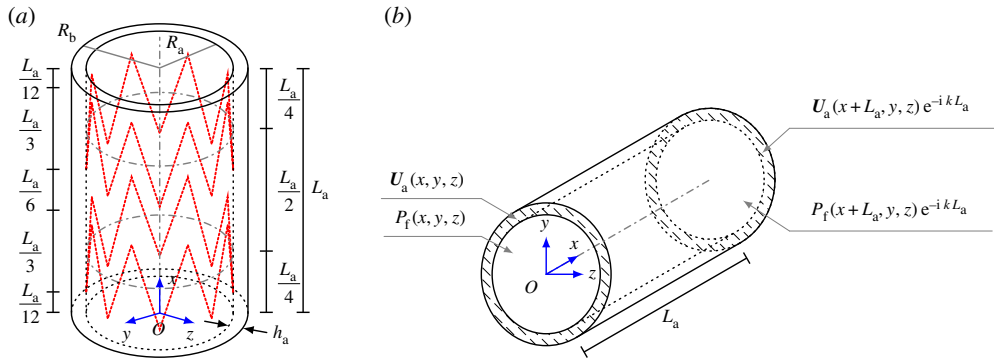 (a)
R_b
R_a
L_a/12
L_a/3
L_a/6
L_a/3
L_a/12
L_a/4
L_a/2
L_a
L_a/4
x
y
O
z
h_a
(b)
U_a(x, y, z)
P_f(x, y, z)
U_a(x+L_a, y, z) e^{-i k L_a}
P_f(x+L_a, y, z) e^{-i k L_a}
y
x
z
O
L_a